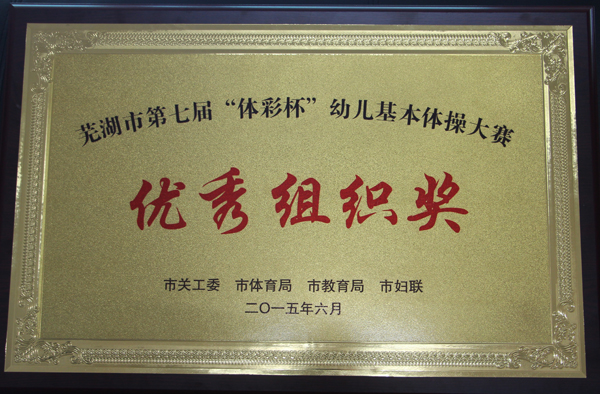 芜湖市第七届“体彩杯”幼儿基本体操大赛
优秀组织奖
市关工委 市体育局 市教育局 市妇联
二〇一五年六月